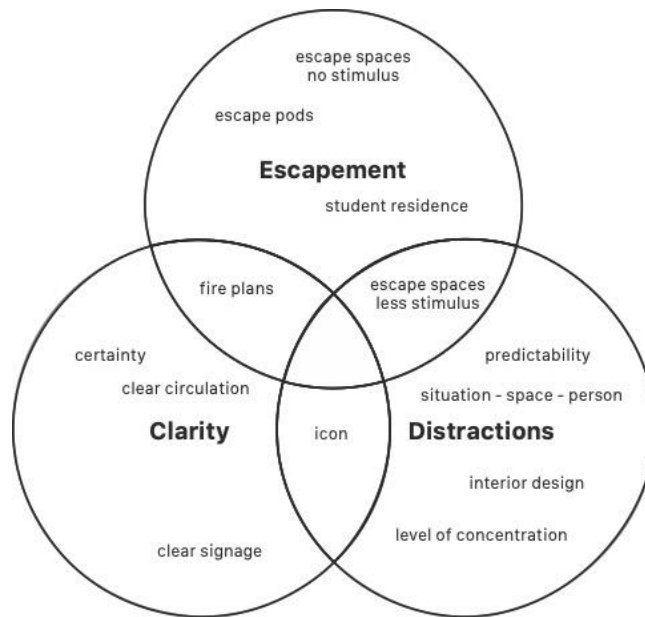 escape spaces
no stimulus
escape pods
Escapement
student residence
fire plans
escape spaces
less stimulus
certainty
predictability
clear circulation
situation - space - person
Clarity
icon
Distractions
interior design
level of concentration
clear signage